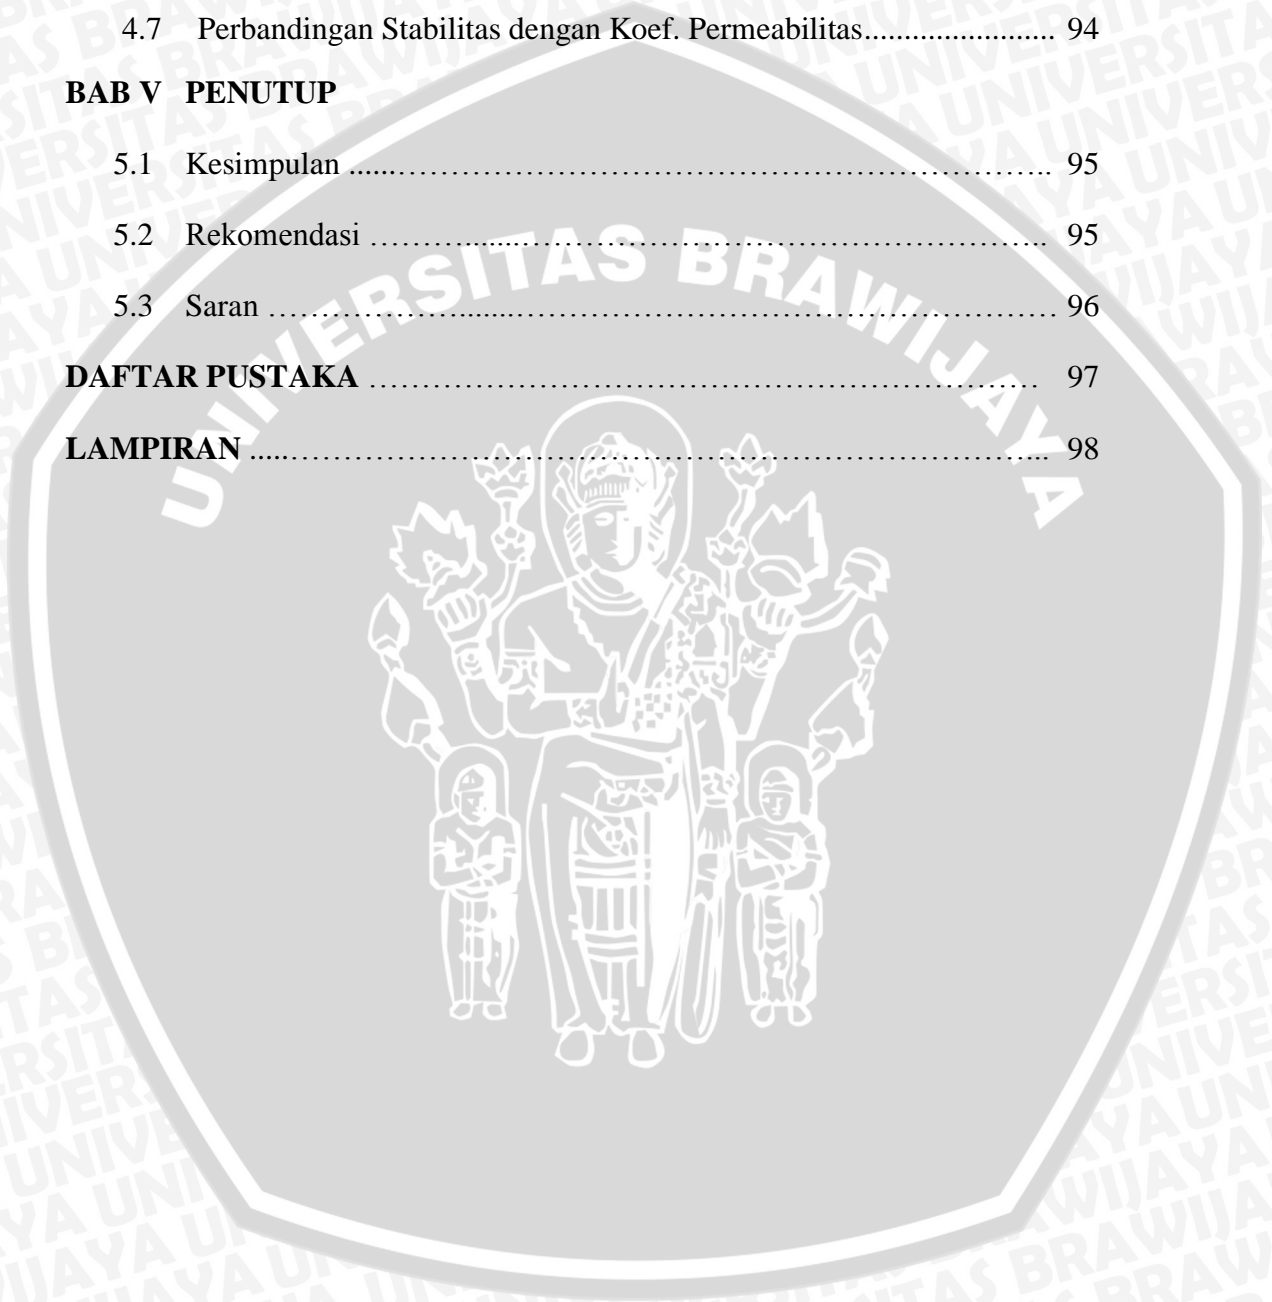 4.7 Perbandingan Stabilitas dengan Koef. Permeabilitas....................... 94
BAB V PENUTUP
5.1 Kesimpulan ......………………………………………………………….. 95
5.2 Rekomendasi ………......……………………………………………….. 95
5.3 Saran ………………......………………………………………………… 96
DAFTAR PUSTAKA ……………………………………………………… 97
LAMPIRAN .....…………………………………………………………….. 98
UNIVERSITAS BRAWIJAYA